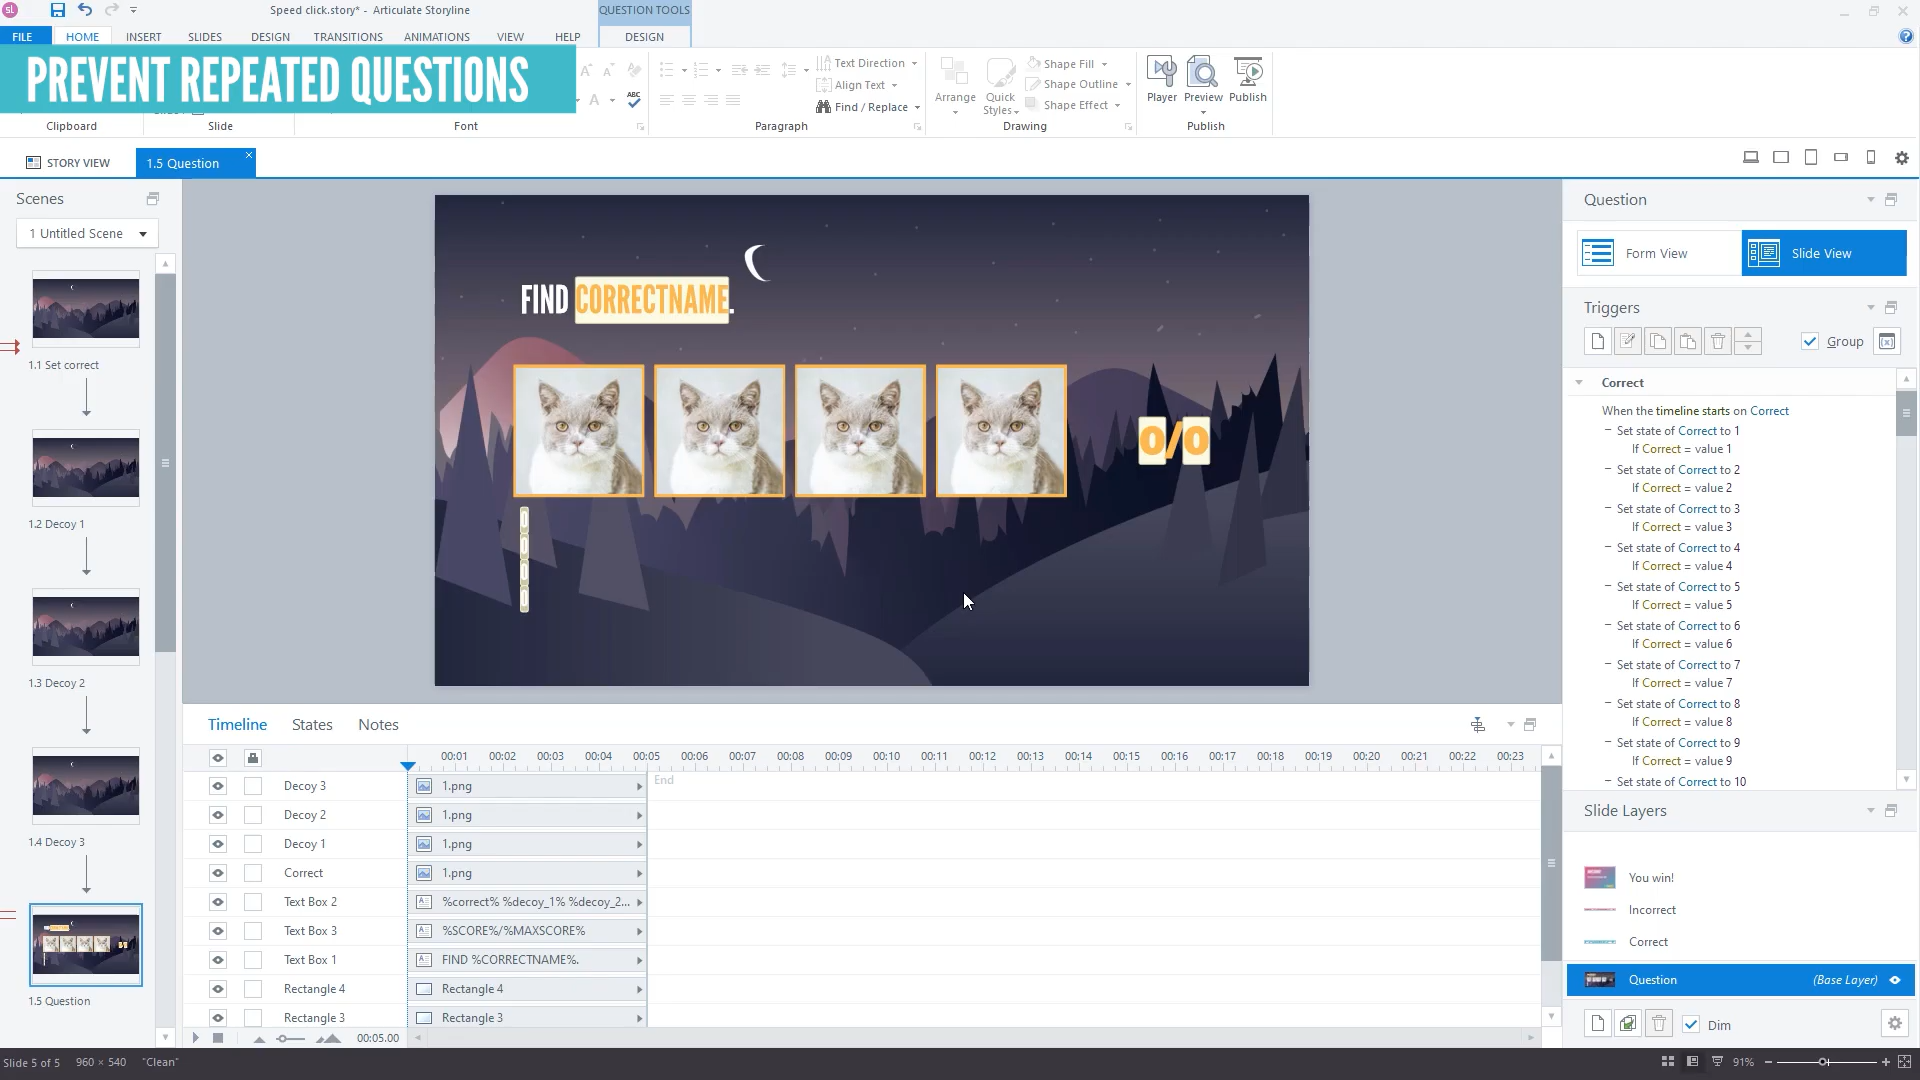 Speed click.story* - Articulate Storyline
QUESTION TOOLS
FILE HOME INSERT SLIDES DESIGN TRANSITIONS ANIMATIONS VIEW HELP DESIGN
PREVENT REPEATED QUESTIONS
Text Direction
Align Text
Find / Replace
ABC
Arrange
Quick
Styles
Shape Fill
Shape Outline
Shape Effect
Player
Preview
Publish
Clipboard
Slide
Font
Paragraph
Drawing
Publish
STORY VIEW
1.5 Question
Scenes
1 Untitled Scene
1.1 Set correct
1.2 Decoy 1
1.3 Decoy 2
1.4 Decoy 3
1.5 Question
FIND CORRECTNAME.
0/0
Question
Form View
Slide View
Triggers
Group
Correct
When the timeline starts on Correct
Set state of Correct to 1
If Correct = value 1
Set state of Correct to 2
If Correct = value 2
Set state of Correct to 3
If Correct = value 3
Set state of Correct to 4
If Correct = value 4
Set state of Correct to 5
If Correct = value 5
Set state of Correct to 6
If Correct = value 6
Set state of Correct to 7
If Correct = value 7
Set state of Correct to 8
If Correct = value 8
Set state of Correct to 9
If Correct = value 9
Set state of Correct to 10
Slide Layers
You win!
Incorrect
Correct
Question (Base Layer)
Dim
Timeline States Notes
00:01 00:02 00:03 00:04 00:05 00:06 00:07 00:08 00:09 00:10 00:11 00:12 00:13 00:14 00:15 00:16 00:17 00:18 00:19 00:20 00:21 00:22 00:23
End
Decoy 3 1.png
Decoy 2 1.png
Decoy 1 1.png
Correct 1.png
Text Box 2 %correct% %decoy_1% %decoy_2...
Text Box 3 %SCORE%/%MAXSCORE%
Text Box 1 FIND %CORRECTNAME%.
Rectangle 4 Rectangle 4
Rectangle 3 Rectangle 3
00:05.00
Slide 5 of 5 960 × 540 "Clean"
91%